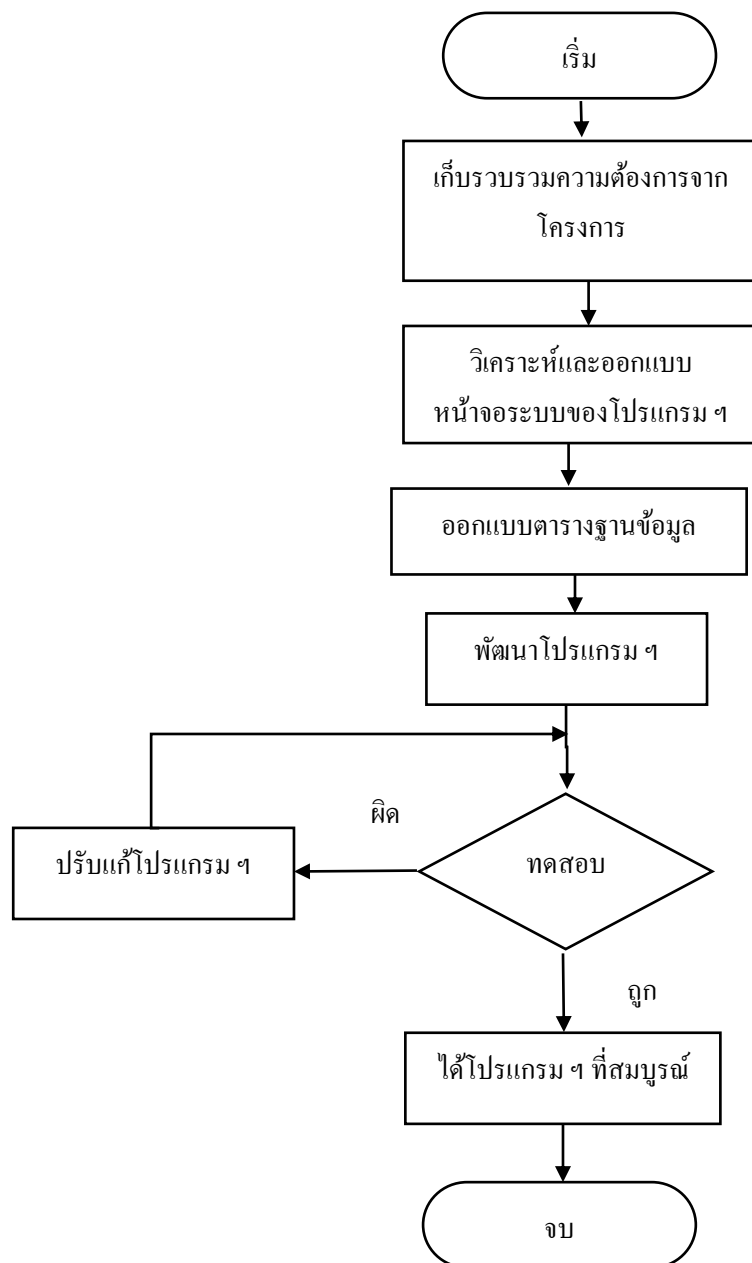 เริ่ม
เก็บรวบรวมความต้องการจาก
โครงการ
วิเคราะห์และออกแบบ
หน้าจอระบบของโปรแกรม ฯ
ออกแบบตารางฐานข้อมูล
พัฒนาโปรแกรม ฯ
ผิด
ปรับแก้โปรแกรม ฯ
ทดสอบ
ถูก
ได้โปรแกรม ฯ ที่สมบูรณ์
จบ